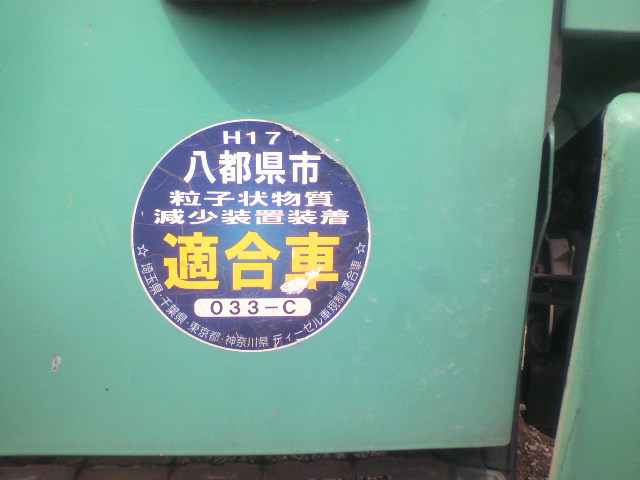 H17
八都県市
粒子状物質
減少装置装着
適合車
033-C
☆埼玉県・千葉県・東京都・神奈川県 ディーゼル車規制 適合車☆